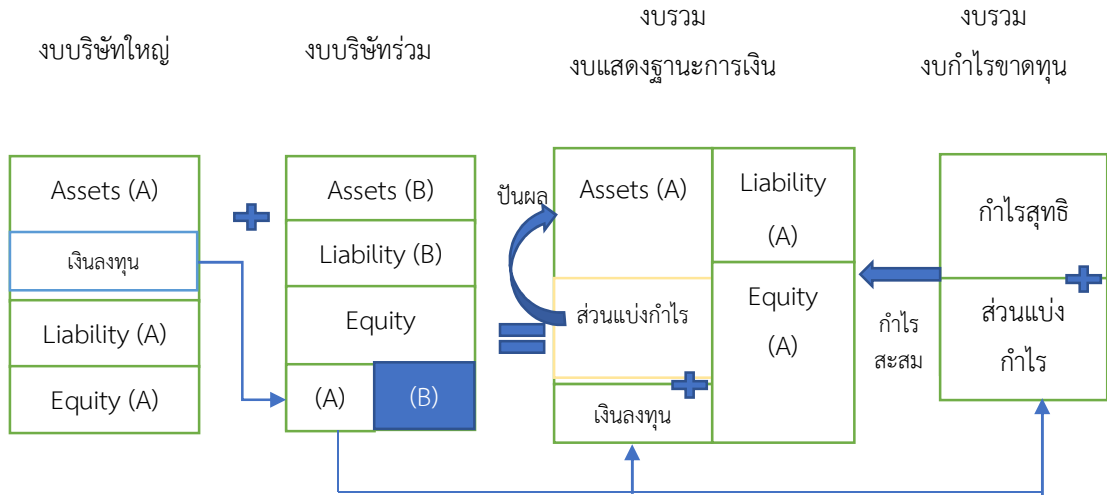 งบบริษัทใหญ่
งบบริษัทร่วม
งบรวม
งบแสดงฐานะการเงิน
งบรวม
งบกำไรขาดทุน
Assets (A)
เงินลงทุน
Liability (A)
Equity (A)
Assets (B)
Liability (B)
Equity
(A)
(B)
ปันผล
Assets (A)
ส่วนแบ่งกำไร
เงินลงทุน
Liability
(A)
Equity
(A)
กำไร
สะสม
กำไรสุทธิ
ส่วนแบ่ง
กำไร